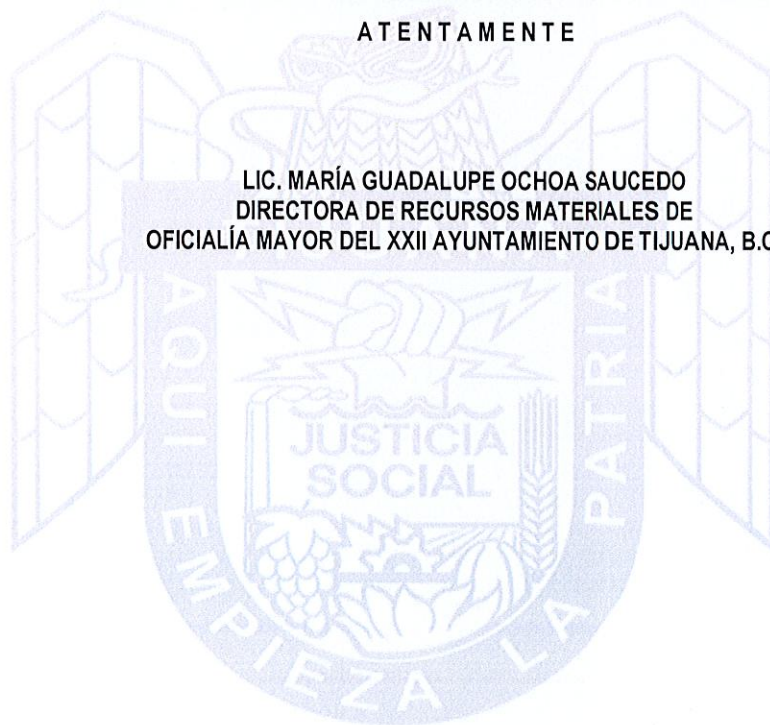 ATENTAMENTE
LIC. MARÍA GUADALUPE OCHOA SAUCEDO
DIRECTORA DE RECURSOS MATERIALES DE
OFICIALÍA MAYOR DEL XXII AYUNTAMIENTO DE TIJUANA, B.C
AQUI EMPIEZA LA PATRIA
JUSTICIA
SOCIAL